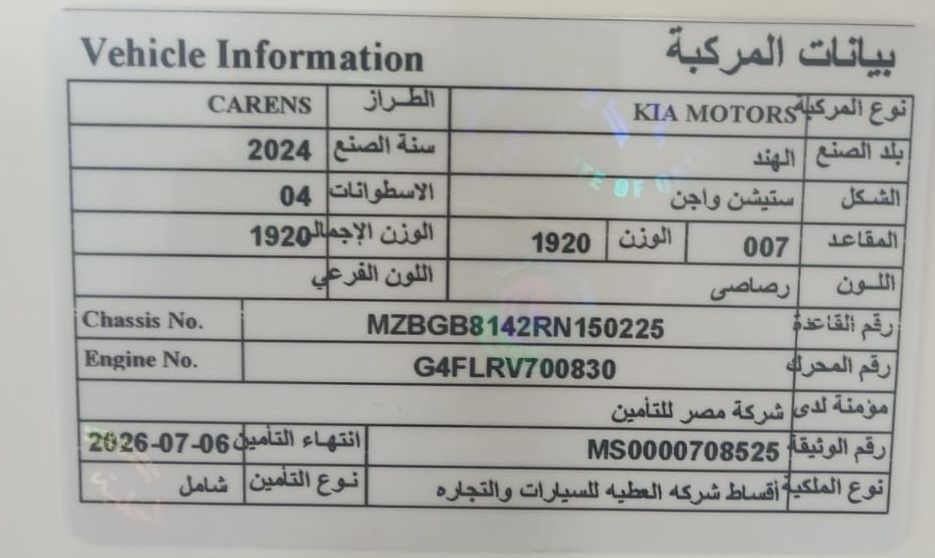 Vehicle Information بيانات المركبة
نوع المركبة KIA MOTORS الطراز CARENS
بلد الصنع الهند سنة الصنع 2024
الشكل ستيشن واجن الاسطوانات 04
المقاعد 007 الوزن 1920 الوزن الإجمالي 1920
اللون رصاصى اللون الفرعي
رقم القاعدة MZBGB8142RN150225 Chassis No.
رقم المحرك G4FLRV700830 Engine No.
مؤمنة لدى شركة مصر للتأمين
رقم الوثيقة MS0000708525 انتهاء التأمين 2026-07-06
نوع الملكية أقساط شركه العطيه للسيارات والتجاره نوع التأمين شامل